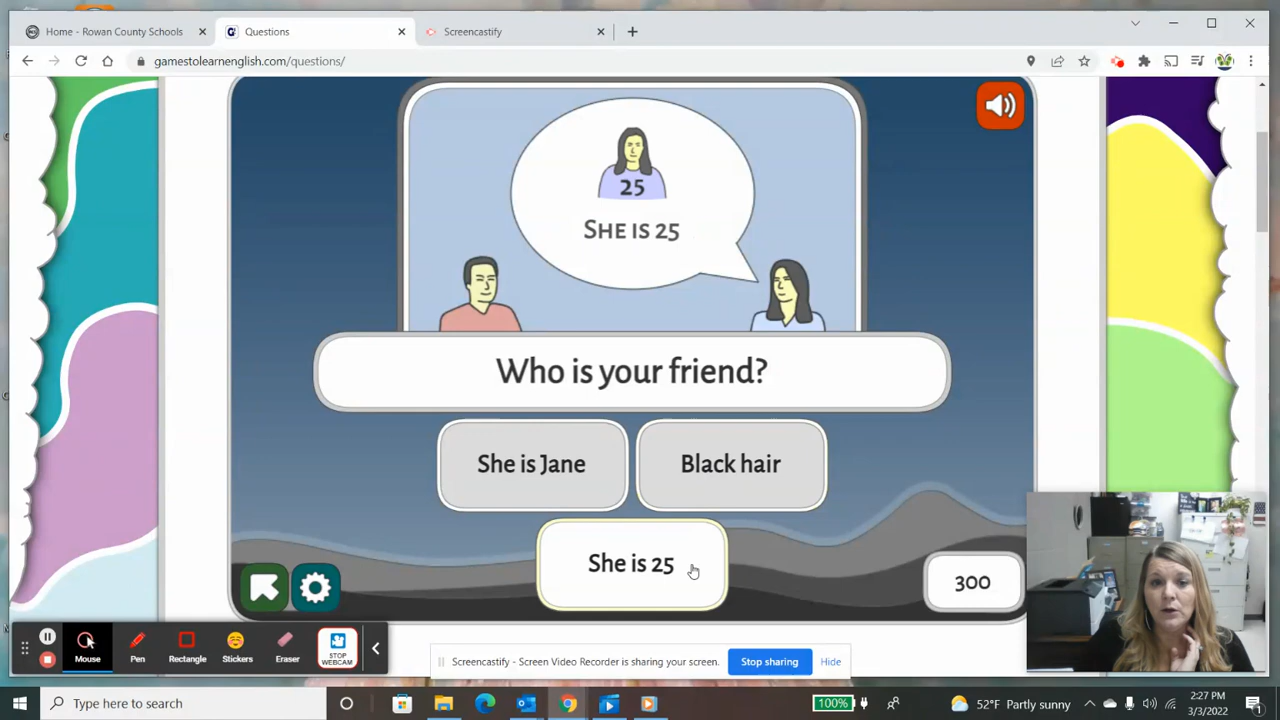 Home - Rowan County Schools
Questions
Screencastify
gamestolearnenglish.com/questions/
25
SHE IS 25
Who is your friend?
She is Jane
Black hair
She is 25
300
Mouse
Pen
Rectangle
Stickers
Eraser
STOP WEBCAM
Screencastify - Screen Video Recorder is sharing your screen.
Stop sharing
Hide
Type here to search
100%
52°F Partly sunny
2:27 PM
3/3/2022
1